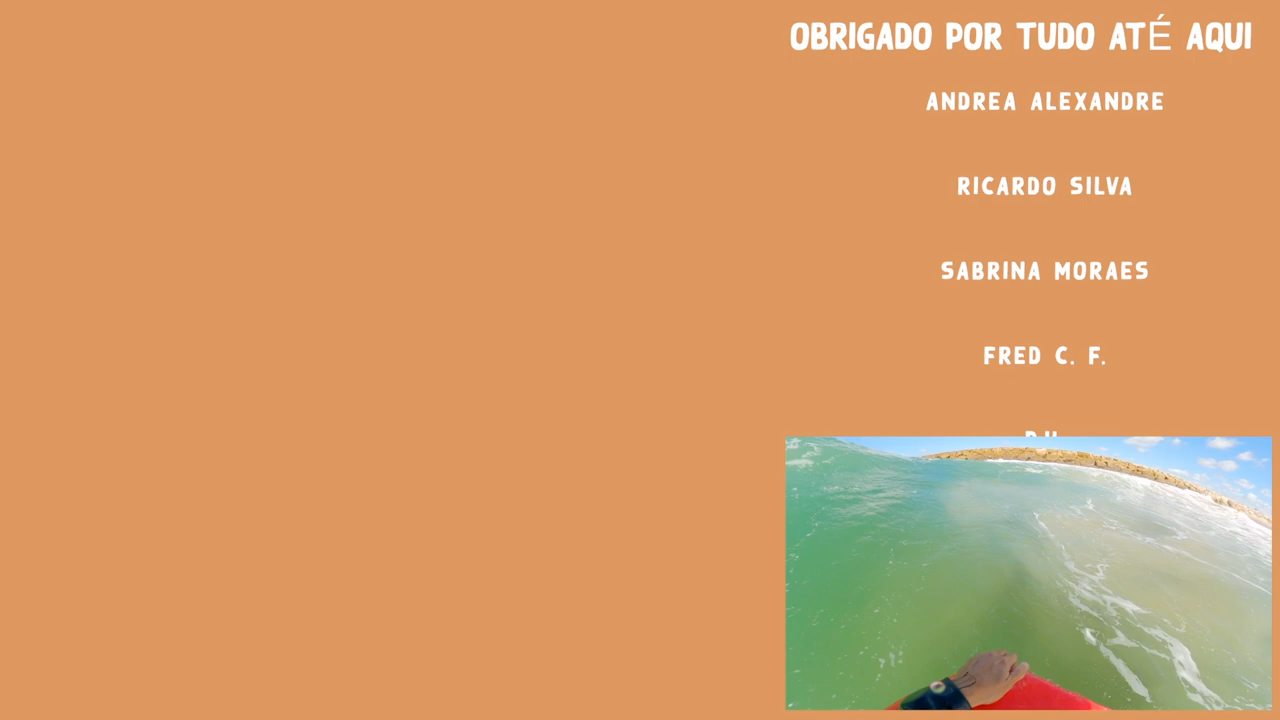 OBRIGADO POR TUDO ATÉ AQUI
ANDREA ALEXANDRE
RICARDO SILVA
SABRINA MORAES
FRED C. F.